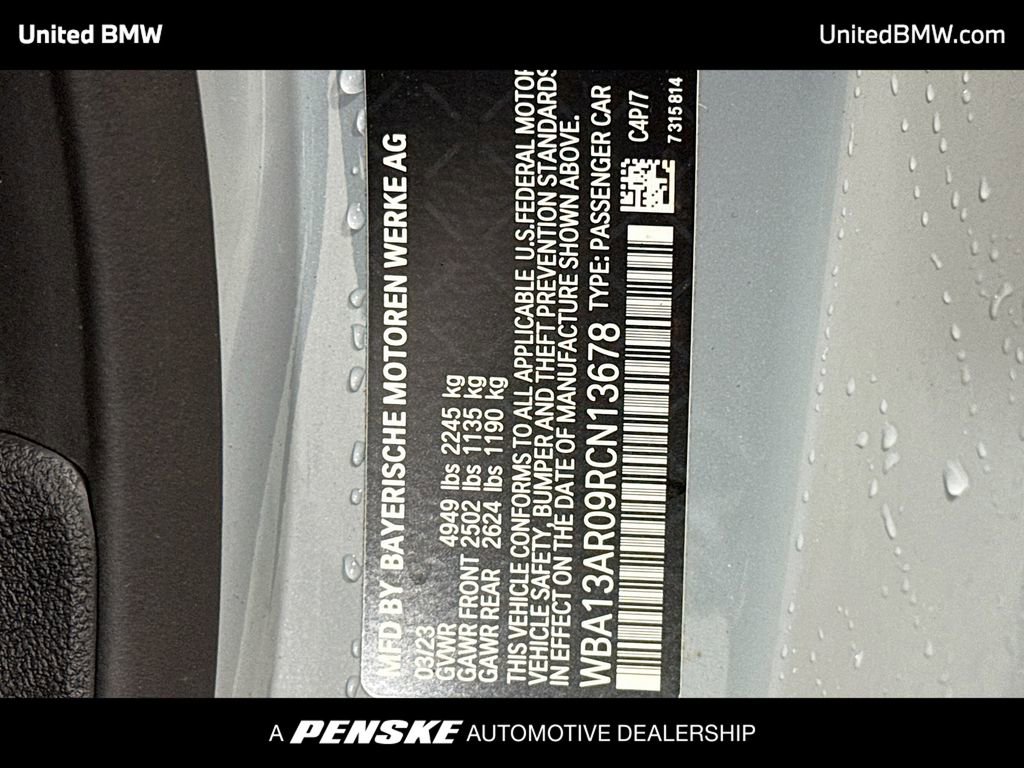 United BMW
UnitedBMW.com
MFD BY BAYERISCHE MOTOREN WERKE AG
03/23
GVWR 4949 lbs 2245 kg
GAWR FRONT 2502 lbs 1135 kg
GAWR REAR 2624 lbs 1190 kg
THIS VEHICLE CONFORMS TO ALL APPLICABLE U.S.FEDERAL MOTOR
VEHICLE SAFETY, BUMPER AND THEFT PREVENTION STANDARDS
IN EFFECT ON THE DATE OF MANUFACTURE SHOWN ABOVE.
WBA13AR09RCN13678 TYPE: PASSENGER CAR
C4P/7
7 315 814
A PENSKE AUTOMOTIVE DEALERSHIP